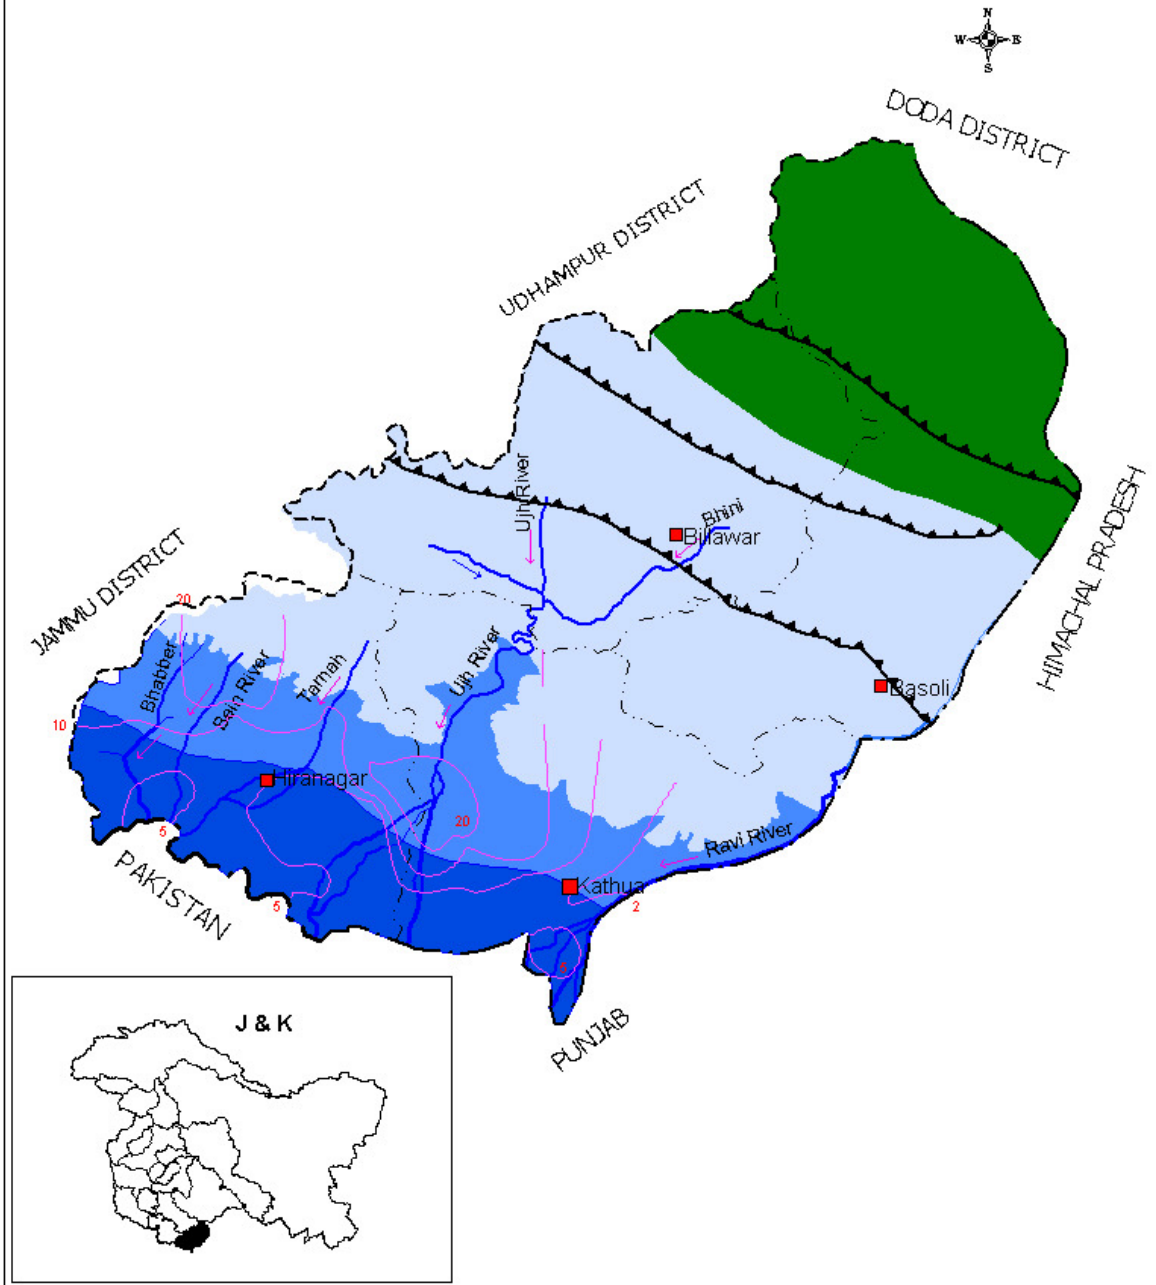 N
W E
S
DODA DISTRICT
UDHAMPUR DISTRICT
HIMACHAL PRADESH
JAMMU DISTRICT
Ujh River
Bhini
Billawar
20
Bhabber
Bein River
Tarnah
Ujh River
Basoli
10
Hiranagar
5
20
Ravi River
PAKISTAN
Kathua
5
2
5
PUNJAB
J & K